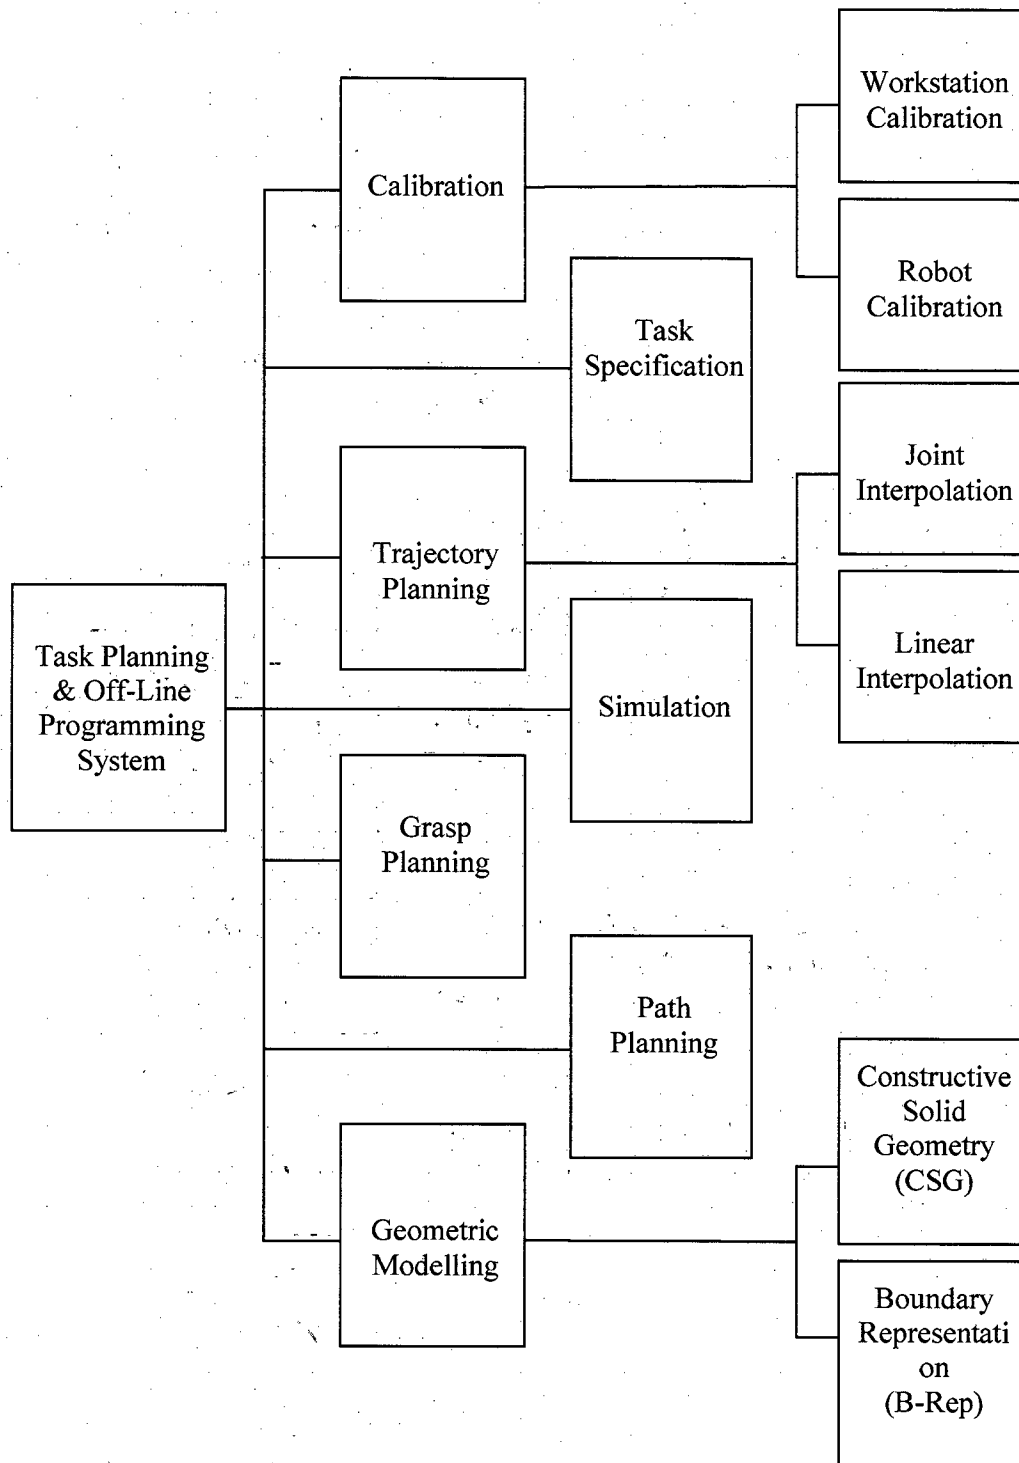 Workstation
Calibration
Calibration
Robot
Calibration
Task
Specification
Joint
Interpolation
Trajectory
Planning
Linear
Interpolation
Task Planning
& Off-Line
Programming
System
Simulation
Grasp
Planning
Path
Planning
Constructive
Solid
Geometry
(CSG)
Geometric
Modelling
Boundary
Representati
on
(B-Rep)